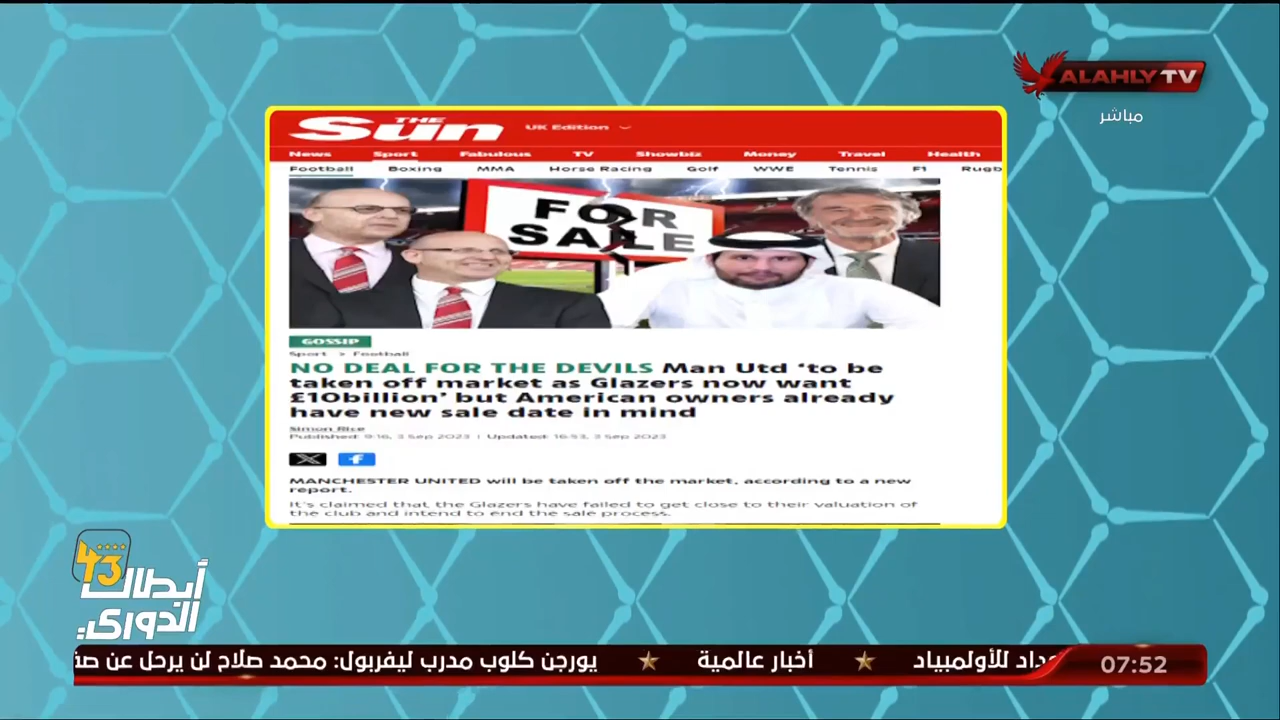 ALAHLY TV
مباشر
THE Sun UK Edition
News Sport Fabulous TV Showbiz Money Travel Health
Football Boxing MMA Horse Racing Golf WWE Tennis F1 Rugb
FOR
SALE
GOSSIP
Sport > Football
NO DEAL FOR THE DEVILS Man Utd ‘to be
taken off market as Glazers now want
£10billion’ but American owners already
have new sale date in mind
Simon Rice
Published: 9:16, 3 Sep 2023 | Updated: 16:53, 3 Sep 2023
MANCHESTER UNITED will be taken off the market, according to a new
report.
It's claimed that the Glazers have failed to get close to their valuation of
the club and intend to end the sale process.
43
أبطال
الدوري
عداد للأولمبياد ★ أخبار عالمية ★ يورجن كلوب مدرب ليفربول: محمد صلاح لن يرحل عن صف
07:52